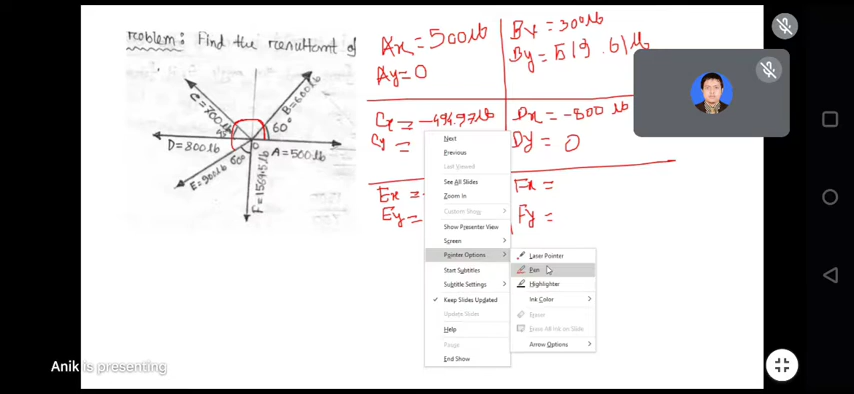 roblem: Find the resultant of
C=700lb
B=600lb
60°
45°
D=800lb
O
A=500lb
60°
E=900lb
F=1569.5lb
Ax=500lb
Ay=0
Bx=300lb
By=519.61lb
Cx=-494.97lb
Cy=
Dx=-800 lb
Dy=0
Ex=
Ey=
Fx=
Fy=
Next
Previous
Last Viewed
See All Slides
Zoom In
Custom Show
Show Presenter View
Screen
Pointer Options
Start Subtitles
Subtitle Settings
Keep Slides Updated
Update Slides
Help
Pause
End Show
Laser Pointer
Pen
Highlighter
Ink Color
Eraser
Erase All Ink on Slide
Arrow Options
Anik is presenting